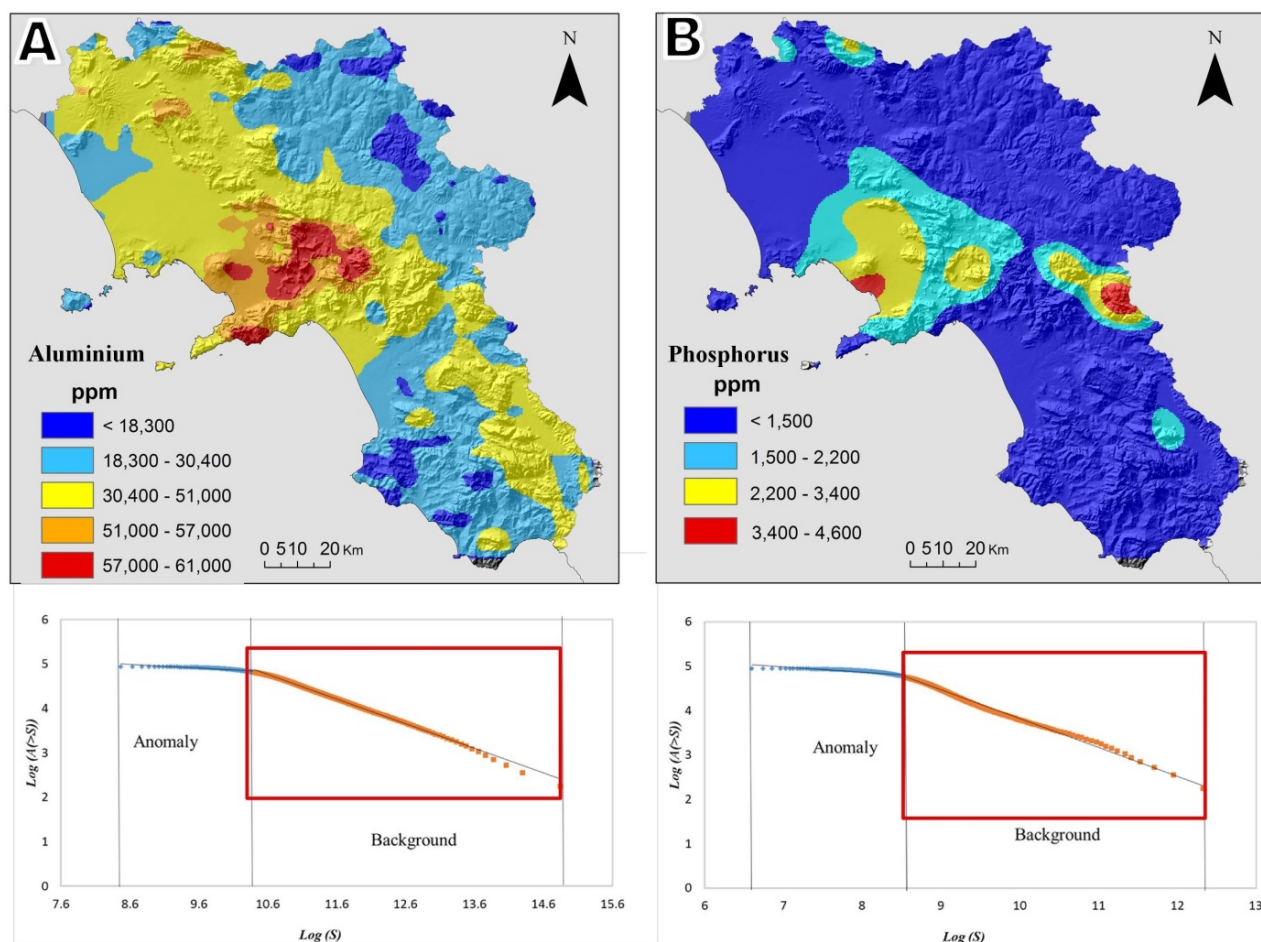 A
N
Aluminium
ppm
< 18,300
18,300 - 30,400
30,400 - 51,000
51,000 - 57,000
57,000 - 61,000
0 510 20 Km
B
N
Phosphorus
ppm
< 1,500
1,500 - 2,200
2,200 - 3,400
3,400 - 4,600
0 510 20 Km
6
5
4
3
2
1
0
Log (A(>S))
Anomaly
Background
7.6 8.6 9.6 10.6 11.6 12.6 13.6 14.6 15.6
Log (S)
6
5
4
3
2
1
0
Log (A(>S))
Anomaly
Background
6 7 8 9 10 11 12 13
Log (S)